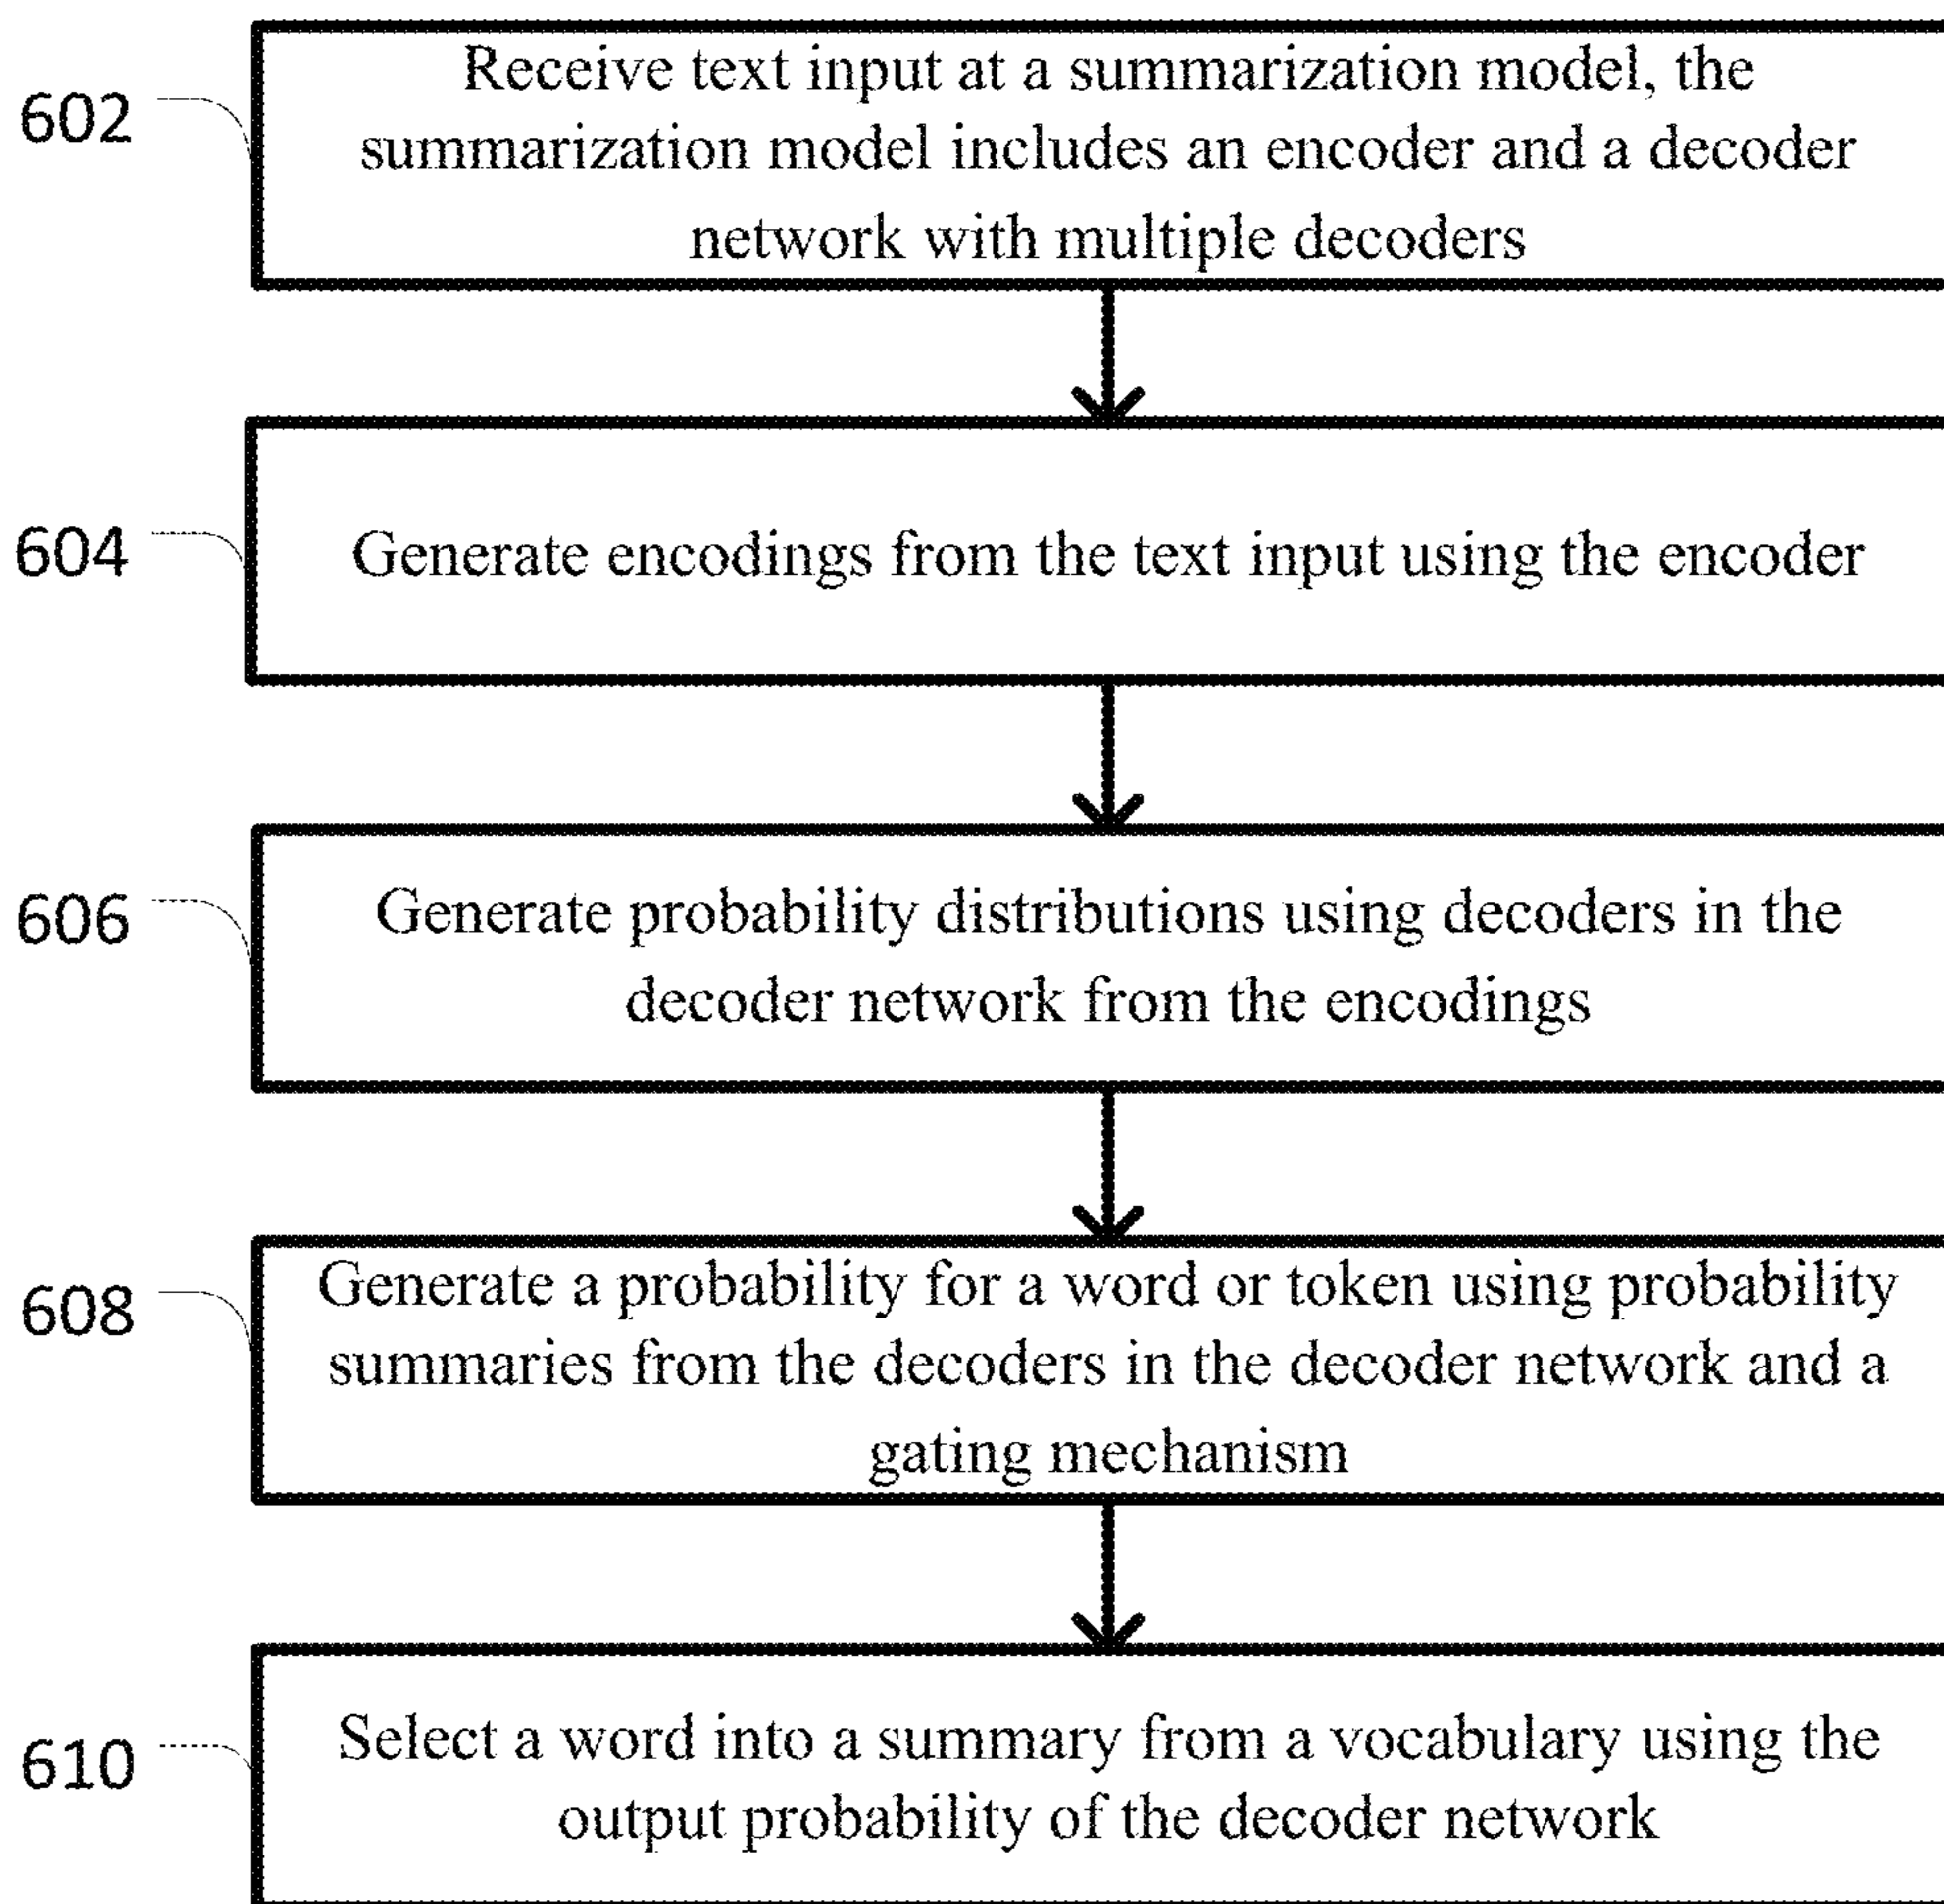 602
Receive text input at a summarization model, the
summarization model includes an encoder and a decoder
network with multiple decoders
604
Generate encodings from the text input using the encoder
606
Generate probability distributions using decoders in the
decoder network from the encodings
608
Generate a probability for a word or token using probability
summaries from the decoders in the decoder network and a
gating mechanism
610
Select a word into a summary from a vocabulary using the
output probability of the decoder network